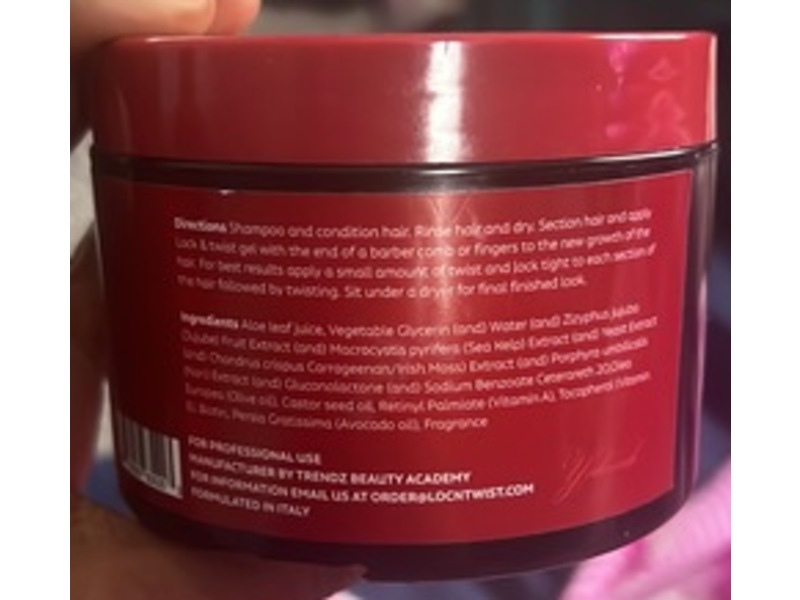 Directions Shampoo and condition hair. Rinse hair and dry. Section hair and apply
Lock & twist gel with the end of a barber comb or fingers to the new growth of the
hair. For best results apply a small amount of twist and lock tight to each section of
the hair followed by twisting. Sit under a dryer for final finished look.
Ingredients Aloe leaf juice, Vegetable Glycerin (and) Water (and) Zizyphus jujuba
(Jujube) Fruit Extract (and) Macrocystis pyrifera (Sea Kelp) Extract (and) Yeast Extract
(and) Chondrus crispus Carrageenan/Irish Moss) Extract (and) Porphyra umbilicalis
(Nori) Extract (and) Gluconolactone (and) Sodium Benzoate Ceteareth 20,Olea
Europea (Olive oil), Castor seed oil, Retinyl Palmiate (Vitamin A), Tocopherol (Vitamin
E), Biotin, Persia Gratissima (Avocado oil), Fragrance
FOR PROFESSIONAL USE
MANUFACTURER BY TRENDZ BEAUTY ACADEMY
FOR INFORMATION EMAIL US AT ORDER@LOCNTWIST.COM
FORMULATED IN ITALY